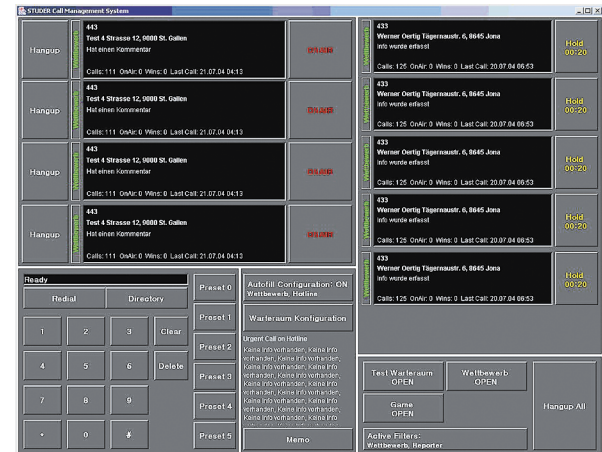 STUDER Call Management System
Hangup
Wettbewerb
443
Test 4 Strasse 12, 9000 St. Gallen
Hat einen Kommentar
Calls: 111 OnAir: 0 Wins: 0 Last Call: 21.07.04 04:13
Hangup
Wettbewerb
443
Test 4 Strasse 12, 9000 St. Gallen
Hat einen Kommentar
Calls: 111 OnAir: 0 Wins: 0 Last Call: 21.07.04 04:13
Hangup
Wettbewerb
443
Test 4 Strasse 12, 9000 St. Gallen
Hat einen Kommentar
Calls: 111 OnAir: 0 Wins: 0 Last Call: 21.07.04 04:13
Hangup
Wettbewerb
443
Test 4 Strasse 12, 9000 St. Gallen
Hat einen Kommentar
Calls: 111 OnAir: 0 Wins: 0 Last Call: 21.07.04 04:13
433
Werner Oertig Tägernaustr. 6, 8645 Jona
Info wurde erfasst
Calls: 125 OnAir: 0 Wins: 0 Last Call: 20.07.04 06:53
Wettbewerb
Hold
00:20
433
Werner Oertig Tägernaustr. 6, 8645 Jona
Info wurde erfasst
Calls: 125 OnAir: 0 Wins: 0 Last Call: 20.07.04 06:53
Wettbewerb
Hold
00:20
433
Werner Oertig Tägernaustr. 6, 8645 Jona
Info wurde erfasst
Calls: 125 OnAir: 0 Wins: 0 Last Call: 20.07.04 06:53
Wettbewerb
Hold
00:20
433
Werner Oertig Tägernaustr. 6, 8645 Jona
Info wurde erfasst
Calls: 125 OnAir: 0 Wins: 0 Last Call: 20.07.04 06:53
Wettbewerb
Hold
00:20
433
Werner Oertig Tägernaustr. 6, 8645 Jona
Info wurde erfasst
Calls: 125 OnAir: 0 Wins: 0 Last Call: 20.07.04 06:53
Wettbewerb
Hold
00:20
Ready
Redial
Directory
1
2
3
Clear
4
5
6
Delete
7
8
9
*
0
#
Preset 0
Preset 1
Preset 2
Preset 3
Preset 4
Preset 5
Autofill Configuration: ON
Wettbewerb, Hotline
Warteraum Konfiguration
Urgent Call on Hotline
Keine Info vorhanden, Keine Info
vorhanden, Keine Info vorhanden,
Keine Info vorhanden, Keine Info
vorhanden, Keine Info vorhanden,
Keine Info vorhanden, Keine Info
vorhanden, Keine Info vorhanden,
Keine Info vorhanden, Keine Info
vorhanden, Keine Info vorhanden,
Memo
Test Warteraum
OPEN
Wettbewerb
OPEN
Game
OPEN
Hangup All
Active Filters:
Wettbewerb, Reporter